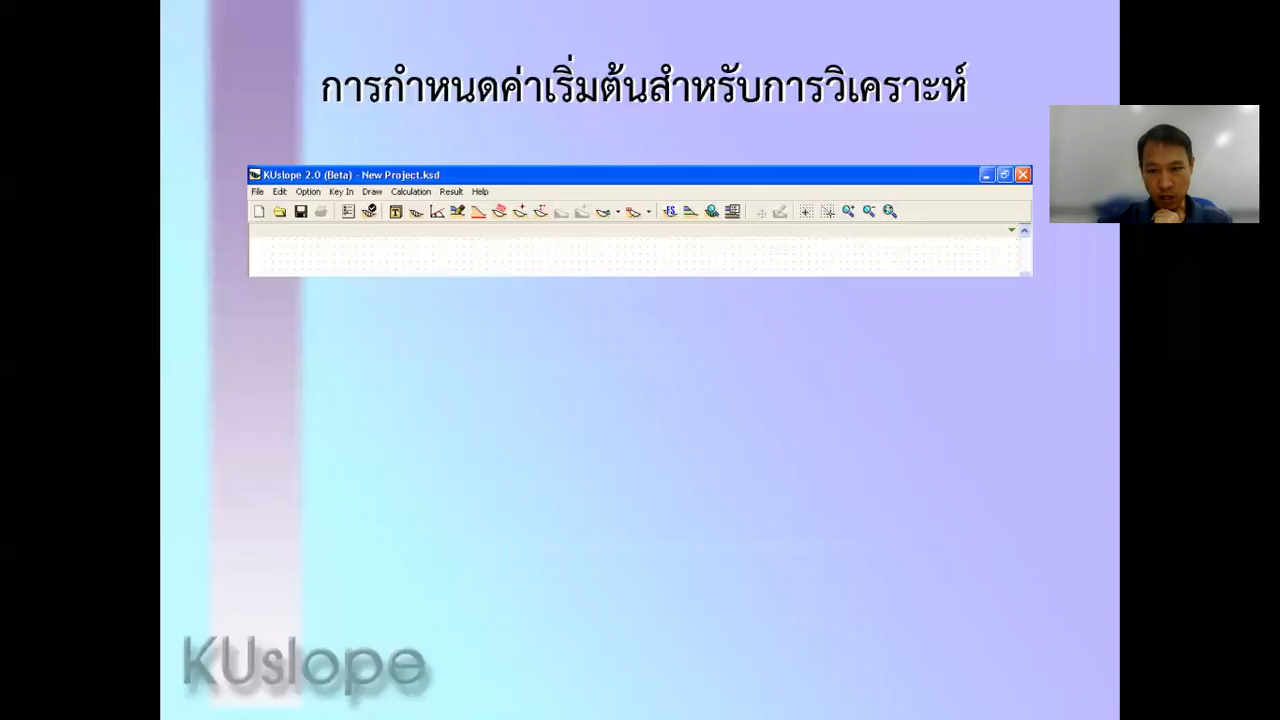 การกำหนดค่าเริ่มต้นสำหรับการวิเคราะห์
KUslope 2.0 (Beta) - New Project.ksd
File Edit Option Key In Draw Calculation Result Help
T FS
KUslope